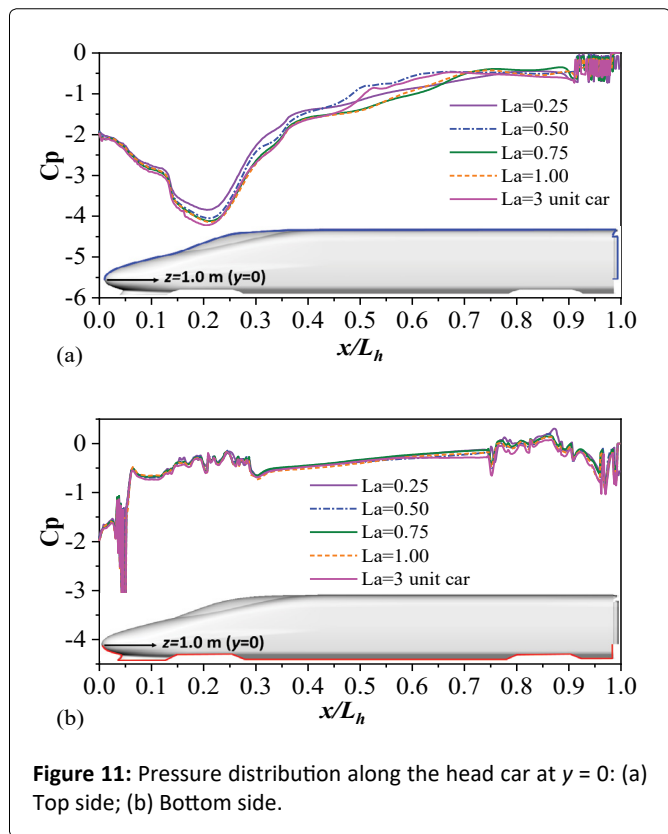 0
-1
-2
-3
-4
-5
-6
Cp
La=0.25
La=0.50
La=0.75
La=1.00
La=3 unit car
z=1.0 m (y=0)
0.0 0.1 0.2 0.3 0.4 0.5 0.6 0.7 0.8 0.9 1.0
(a)
x/Lh
0
-1
-2
-3
-4
Cp
La=0.25
La=0.50
La=0.75
La=1.00
La=3 unit car
z=1.0 m (y=0)
0.0 0.1 0.2 0.3 0.4 0.5 0.6 0.7 0.8 0.9 1.0
(b)
x/Lh
Figure 11: Pressure distribution along the head car at y = 0: (a)
Top side; (b) Bottom side.